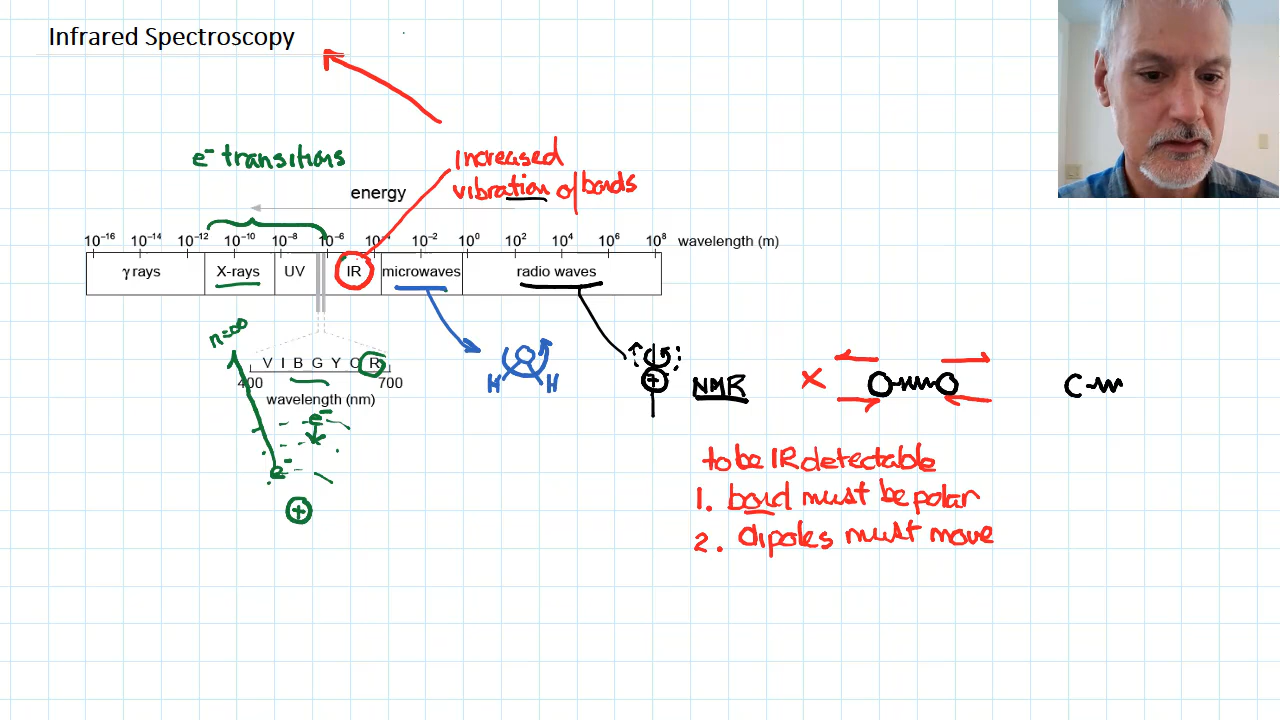 Infrared Spectroscopy
e⁻ transitions
increased
vibration of bonds
energy
10⁻¹⁶ 10⁻¹⁴ 10⁻¹² 10⁻¹⁰ 10⁻⁸ 10⁻⁶ 10⁻⁴ 10⁻² 10⁰ 10² 10⁴ 10⁶ 10⁸ wavelength (m)
γ rays X-rays UV IR microwaves radio waves
n=∞
V I B G Y O R
400 700
wavelength (nm)
e⁻
e⁻
+
H H
+ NMR X O O C
to be IR detectable
1. bond must be polar
2. dipoles must move